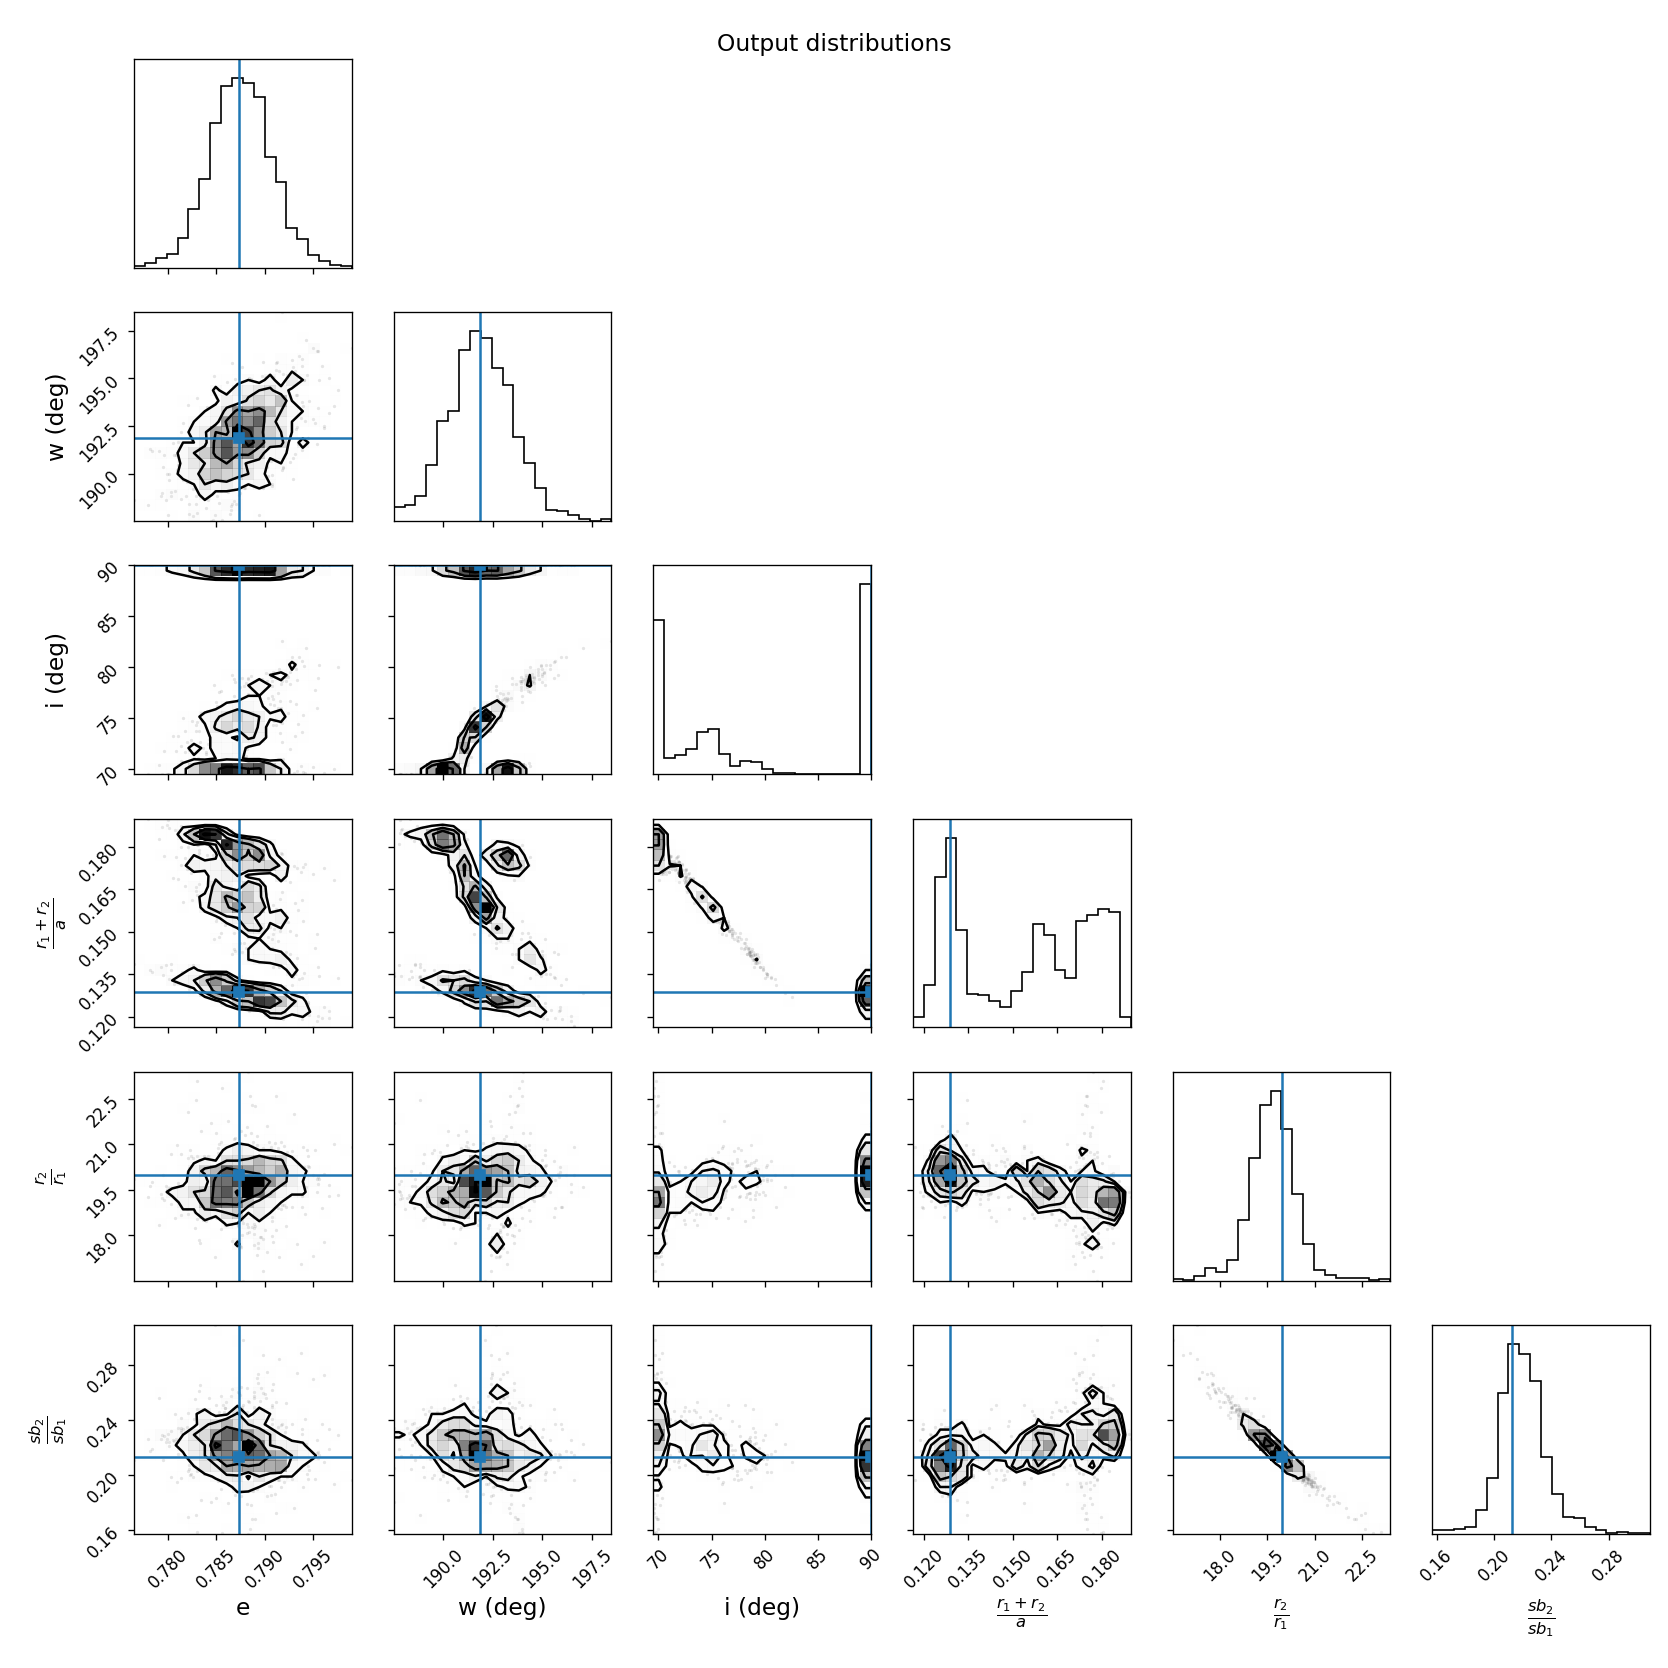 Output distributions
w (deg)
197.5
195.0
192.5
190.0
i (deg)
90
85
80
75
70
r₁ + r₂
a
0.180
0.165
0.150
0.135
0.120
r₂
r₁
22.5
21.0
19.5
18.0
sb₂
sb₁
0.28
0.24
0.20
0.16
0.780 0.785 0.790 0.795 190.0 192.5 195.0 197.5 70 75 80 85 90 0.120 0.135 0.150 0.165 0.180 18.0 19.5 21.0 22.5 0.16 0.20 0.24 0.28
e w (deg) i (deg)
r₁ + r₂ r₂ sb₂
a r₁ sb₁